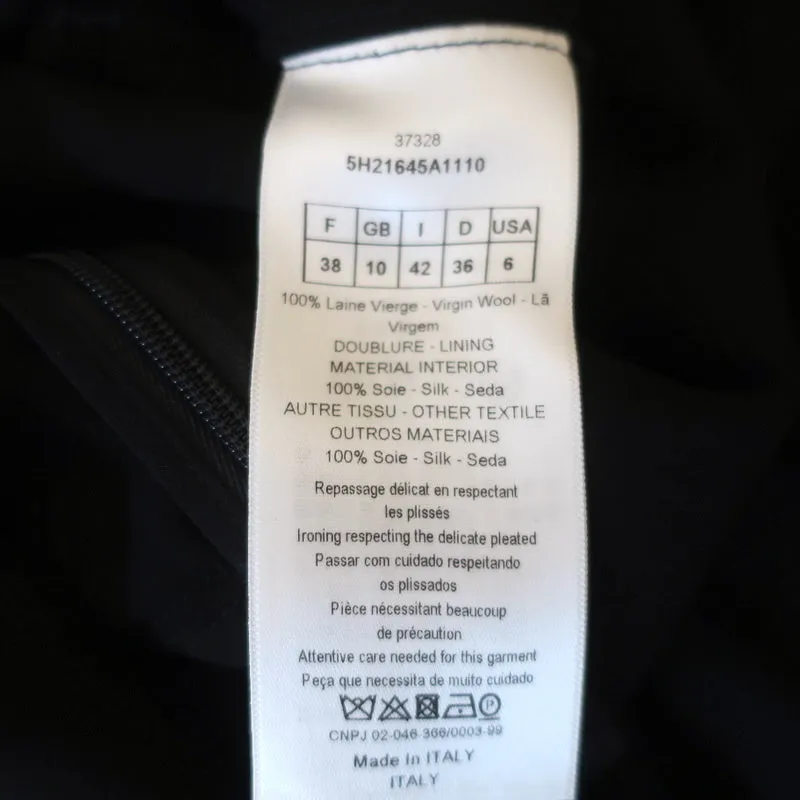 37328
5H21645A1110
F GB I D USA
38 10 42 36 6
100% Laine Vierge - Virgin Wool - Lã
Virgem
DOUBLURE - LINING
MATERIAL INTERIOR
100% Soie - Silk - Seda
AUTRE TISSU - OTHER TEXTILE
OUTROS MATERIAIS
100% Soie - Silk - Seda
Repassage délicat en respectant
les plissés
Ironing respecting the delicate pleated
Passar com cuidado respeitando
os plissados
Pièce nécessitant beaucoup
de précaution
Attentive care needed for this garment
Peça que necessita de muito cuidado
P
CNPJ 02-046-366/0003-99
Made in ITALY
ITALY